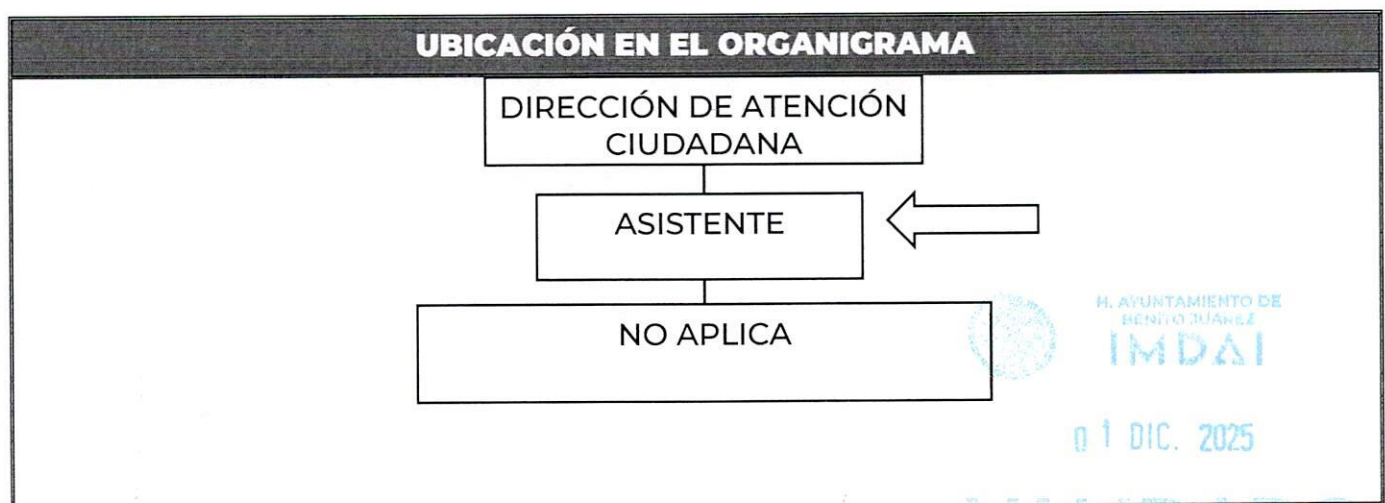 UBICACIÓN EN EL ORGANIGRAMA
DIRECCIÓN DE ATENCIÓN
CIUDADANA
ASISTENTE
NO APLICA
H. AYUNTAMIENTO DE
BENITO JUÁREZ
IMDAI
01 DIC. 2025